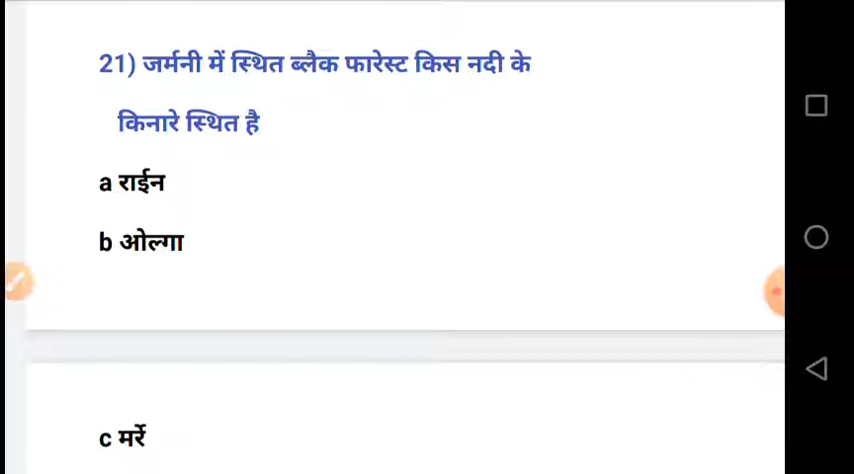 21) जर्मनी में स्थित ब्लैक फारेस्ट किस नदी के
किनारे स्थित है
a राईन
b ओल्गा
c मर्रे